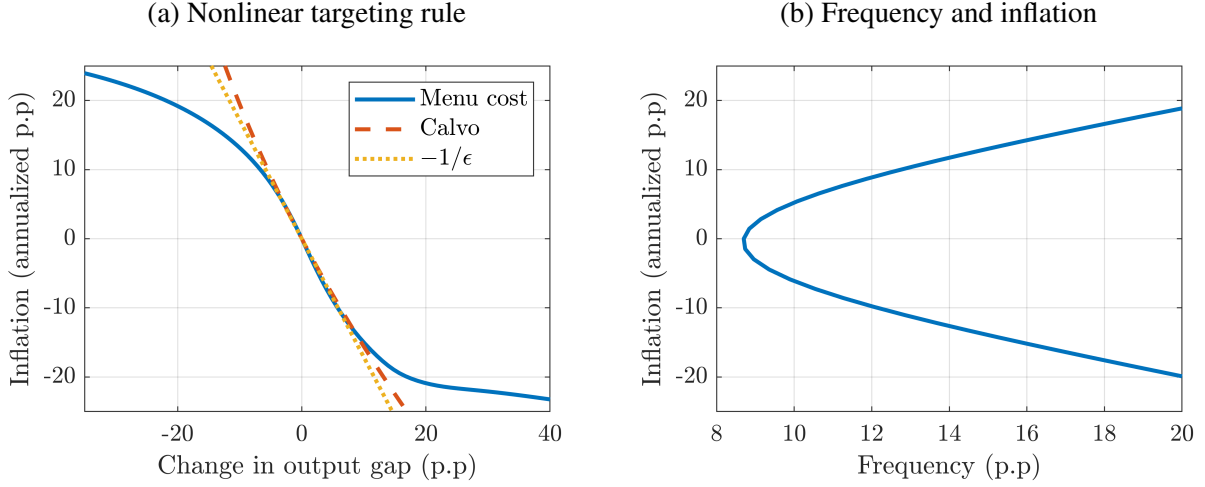 (a) Nonlinear targeting rule
Inflation (annualized p.p)
20
10
0
-10
-20
-20
0
20
40
Change in output gap (p.p)
Menu cost
Calvo
−1/ϵ
(b) Frequency and inflation
Inflation (annualized p.p)
20
10
0
-10
-20
8
10
12
14
16
18
20
Frequency (p.p)